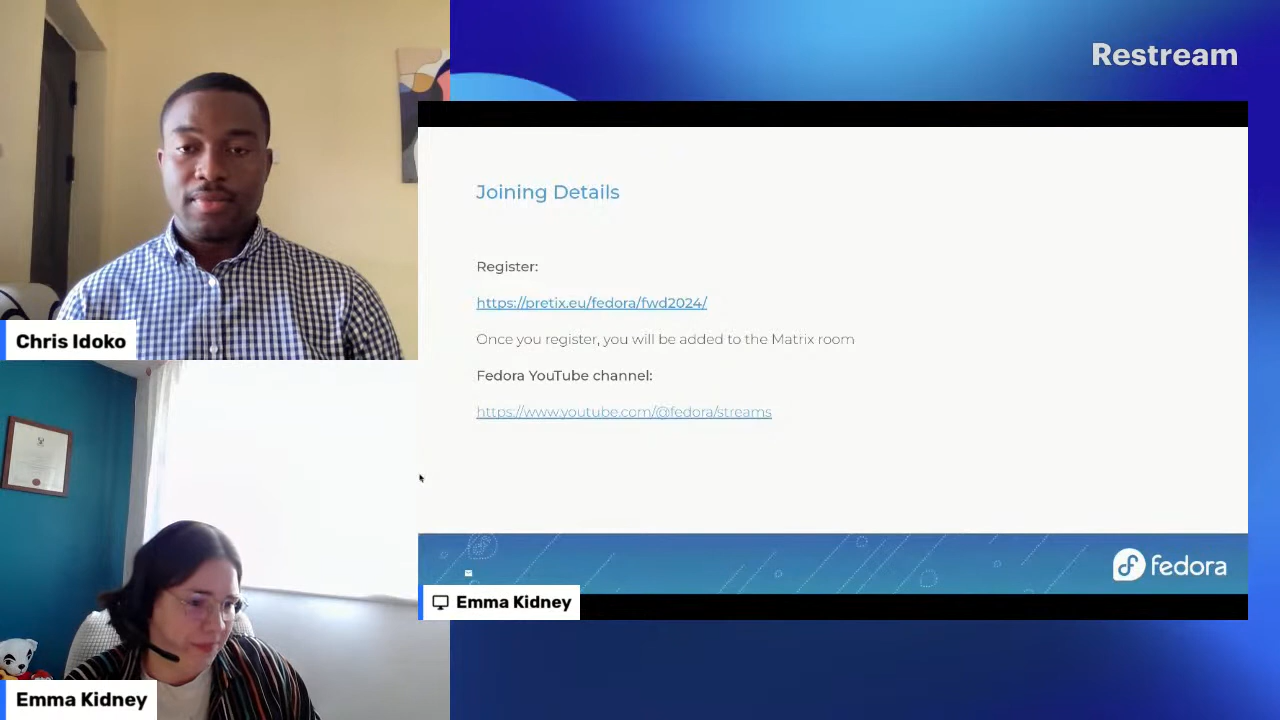 Restream
Joining Details
Register:
https://pretix.eu/fedora/fwd2024/
Once you register, you will be added to the Matrix room
Fedora YouTube channel:
https://www.youtube.com/@fedora/streams
fedora
Chris Idoko
Emma Kidney
Emma Kidney